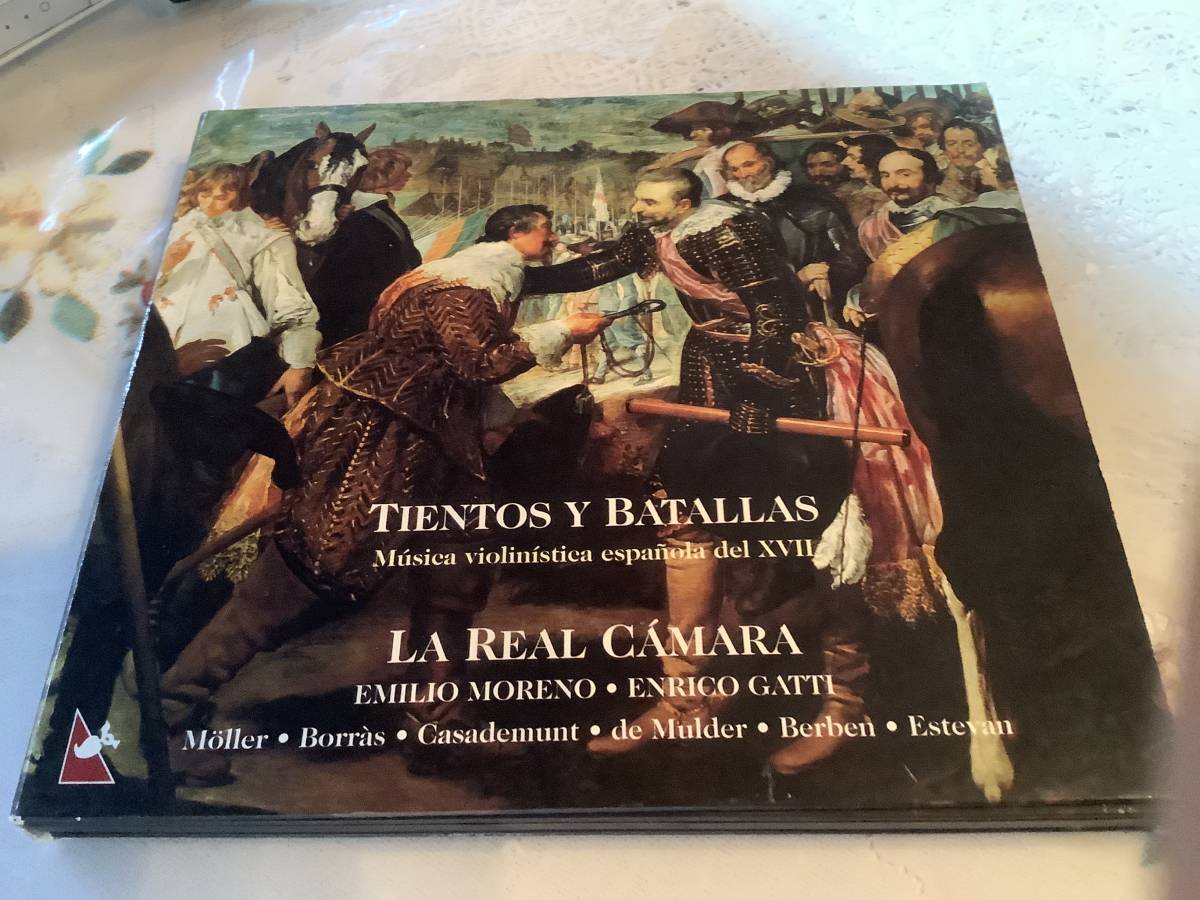 TIENTOS Y BATALLAS
Música violinística española del XVII
LA REAL CÁMARA
EMILIO MORENO • ENRICO GATTI
Möller • Borràs • Casademunt • de Mulder • Berben • Estevan